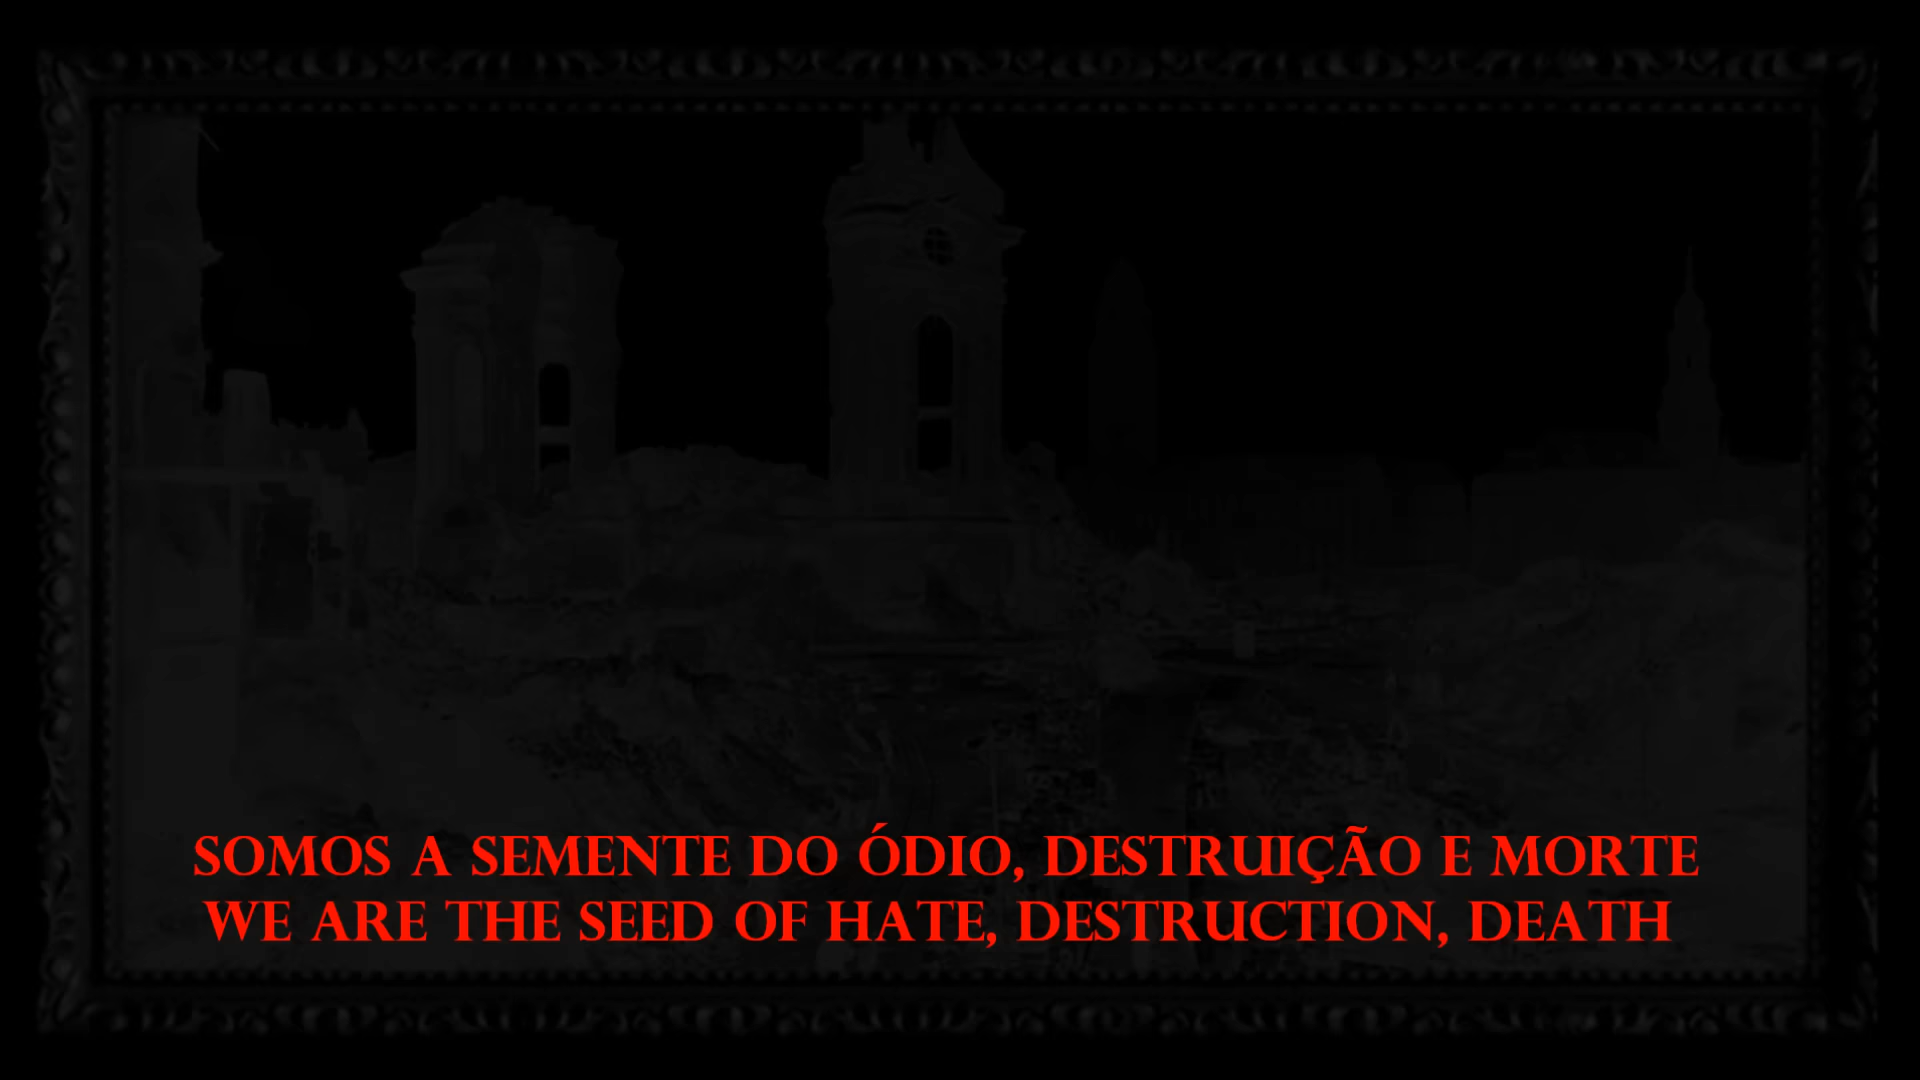 SOMOS A SEMENTE DO ÓDIO, DESTRUIÇÃO E MORTE
WE ARE THE SEED OF HATE, DESTRUCTION, DEATH